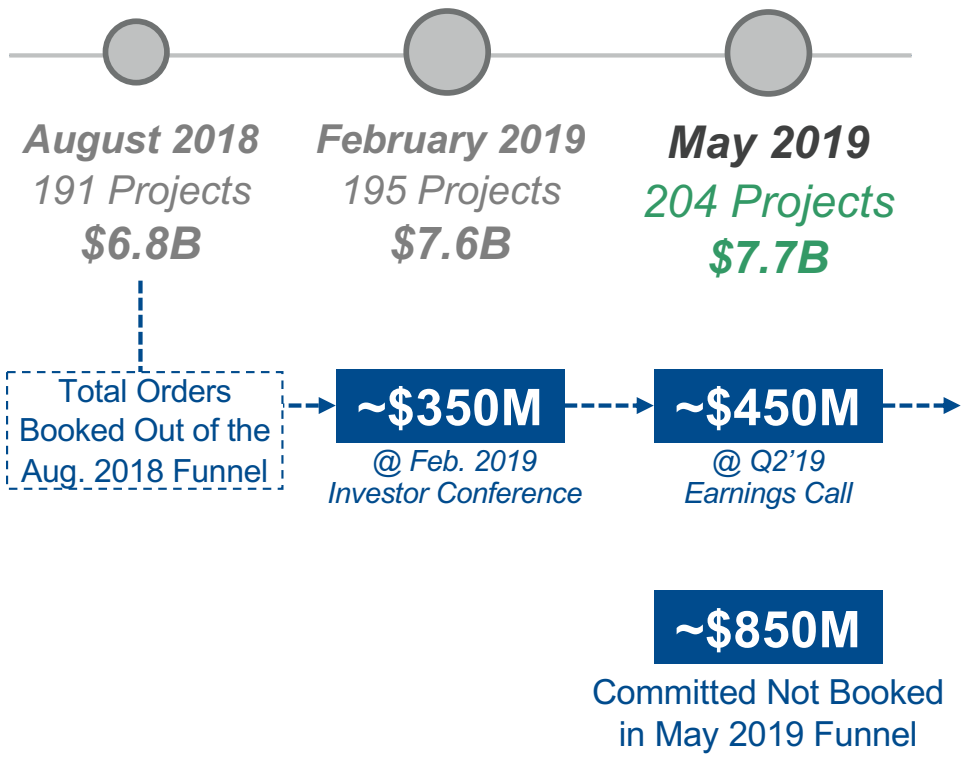 August 2018
191 Projects
$6.8B
February 2019
195 Projects
$7.6B
May 2019
204 Projects
$7.7B
Total Orders
Booked Out of the
Aug. 2018 Funnel
~$350M
@ Feb. 2019
Investor Conference
~$450M
@ Q2'19
Earnings Call
~$850M
Committed Not Booked
in May 2019 Funnel